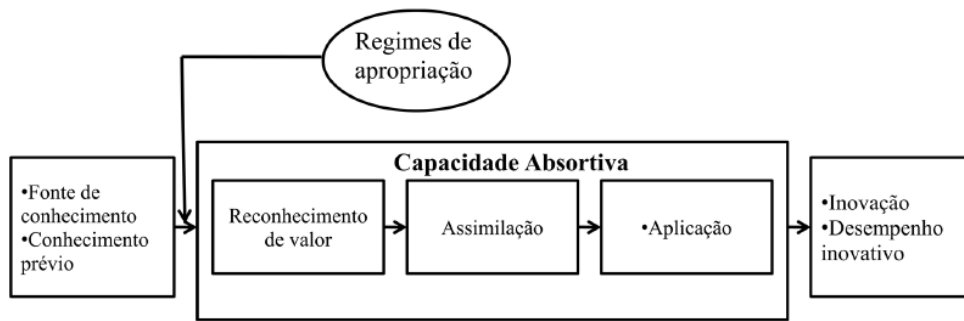 Regimes de
apropriação
Capacidade Absortiva
•Fonte de
conhecimento
•Conhecimento
prévio
Reconhecimento
de valor
Assimilação
•Aplicação
•Inovação
•Desempenho
inovativo